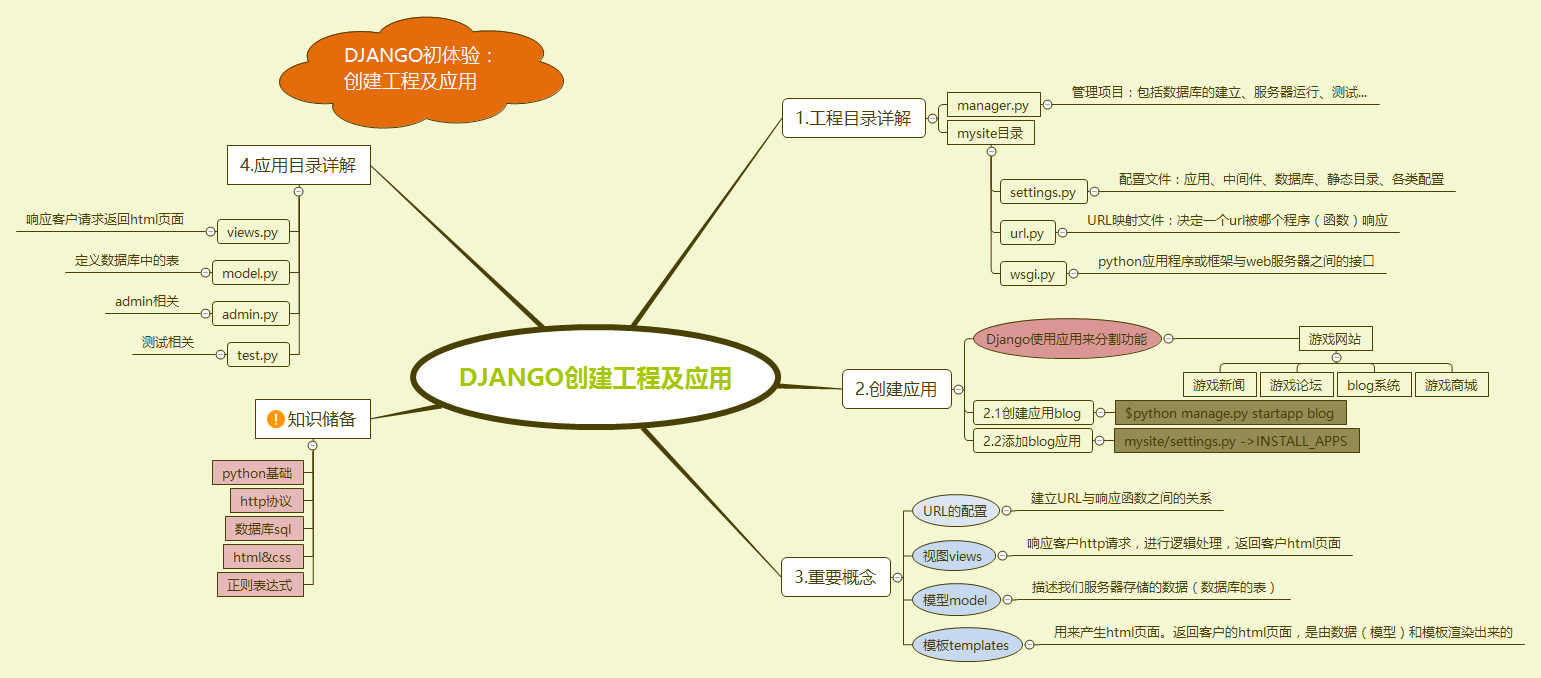 DJANGO初体验：
创建工程及应用
DJANGO创建工程及应用
1.工程目录详解
manager.py
管理项目：包括数据库的建立、服务器运行、测试...
mysite目录
settings.py
配置文件：应用、中间件、数据库、静态目录、各类配置
url.py
URL映射文件：决定一个url被哪个程序（函数）响应
wsgi.py
python应用程序或框架与web服务器之间的接口
2.创建应用
Django使用应用来分割功能
游戏网站
游戏新闻
游戏论坛
blog系统
游戏商城
2.1创建应用blog
$python manage.py startapp blog
2.2添加blog应用
mysite/settings.py ->INSTALL_APPS
3.重要概念
URL的配置
建立URL与响应函数之间的关系
视图views
响应客户http请求，进行逻辑处理，返回客户html页面
模型model
描述我们服务器存储的数据（数据库的表）
模板templates
用来产生html页面。返回客户的html页面，是由数据（模型）和模板渲染出来的
4.应用目录详解
views.py
响应客户请求返回html页面
model.py
定义数据库中的表
admin.py
admin相关
test.py
测试相关
知识储备
python基础
http协议
数据库sql
html&css
正则表达式